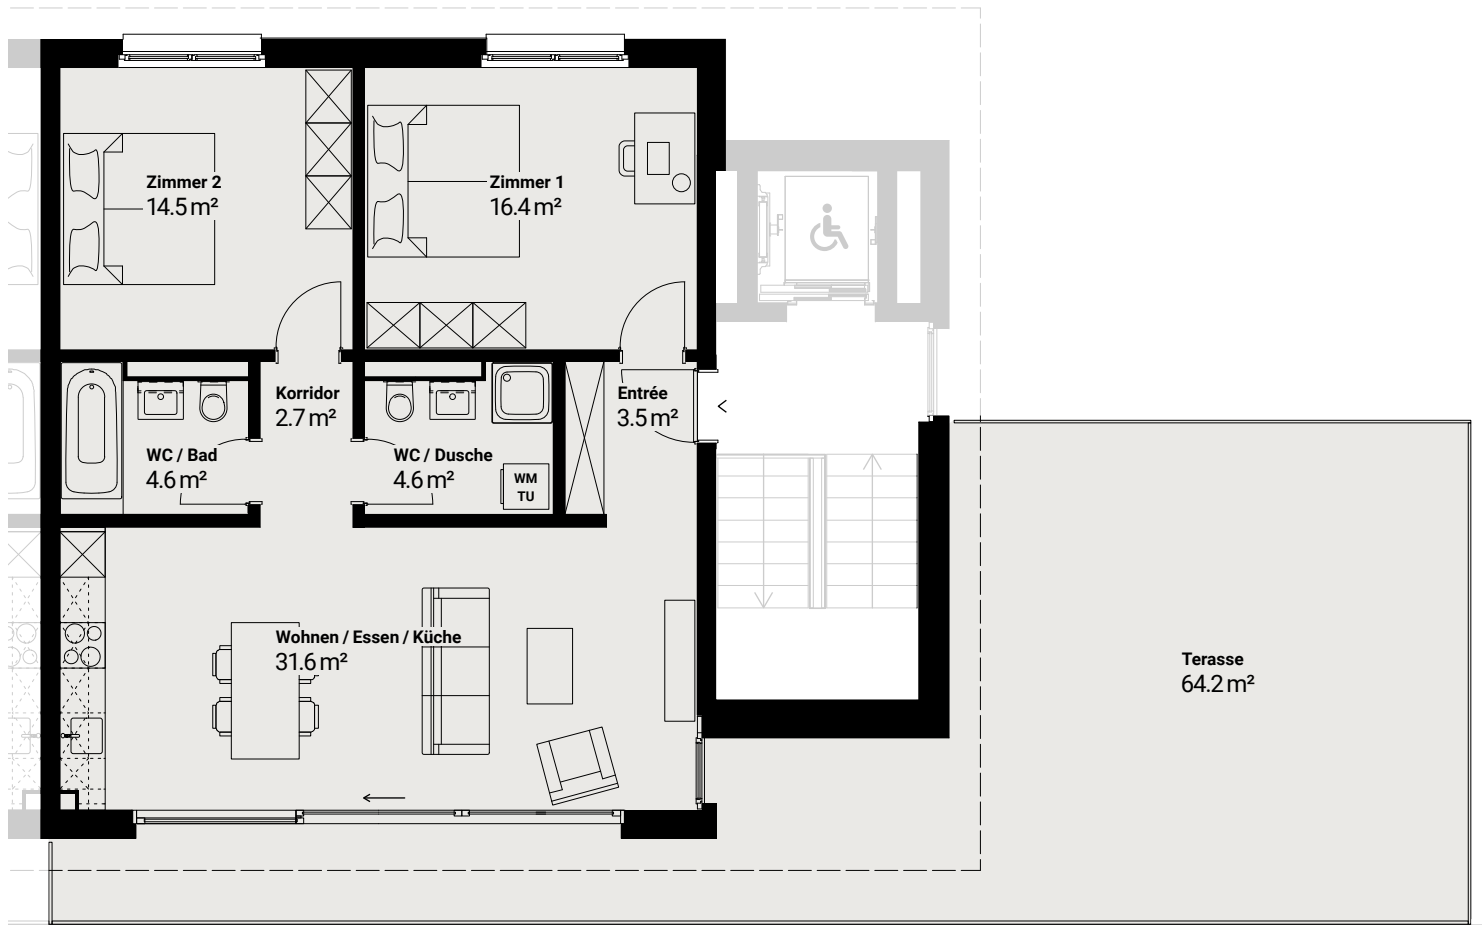 Zimmer 2
14.5 m²
Zimmer 1
16.4 m²
Korridor
2.7 m²
Entrée
3.5 m²
WC / Bad
4.6 m²
WC / Dusche
4.6 m²
WM
TU
Wohnen / Essen / Küche
31.6 m²
Terasse
64.2 m²